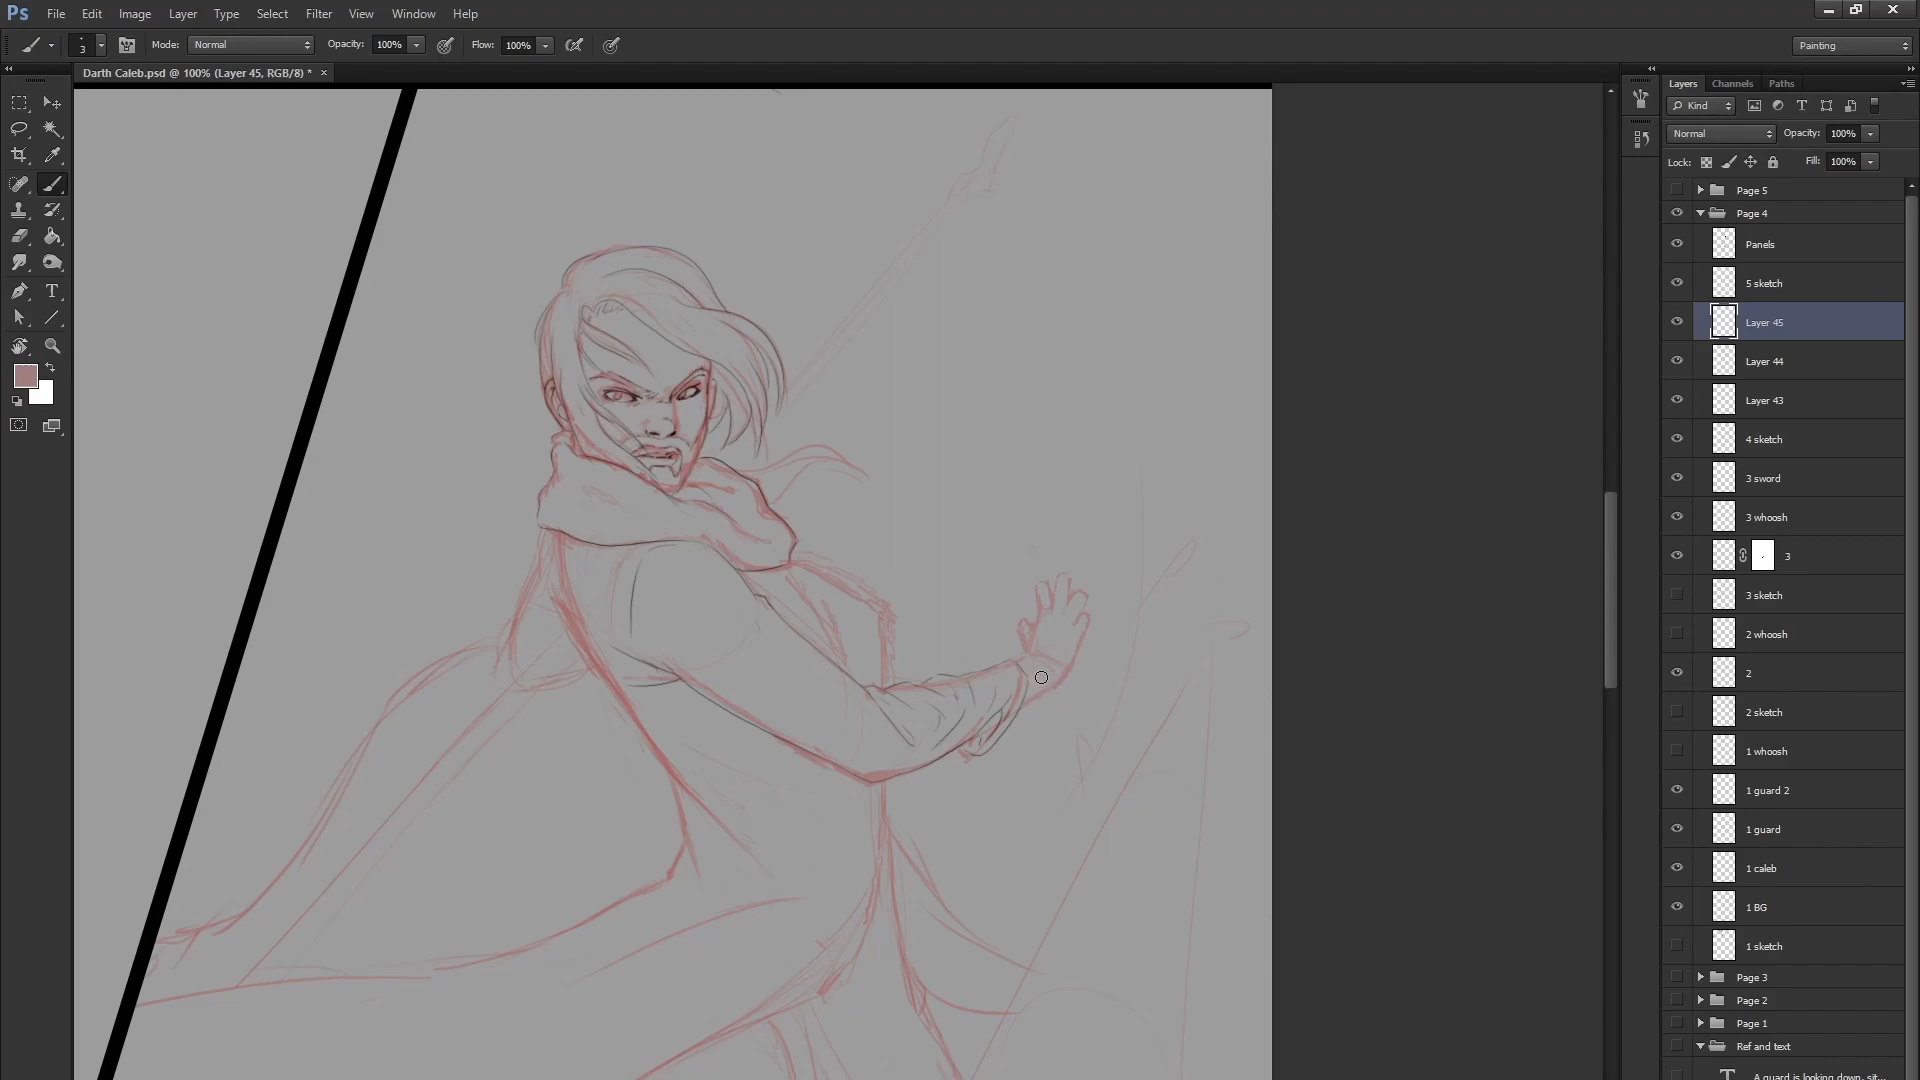 Ps File Edit Image Layer Type Select Filter View Window Help
3 Mode: Normal Opacity: 100% Flow: 100% Painting
Darth Caleb.psd @ 100% (Layer 45, RGB/8) * ×
Layers Channels Paths
Kind
Normal Opacity: 100%
Lock: Fill: 100%
Page 5
Page 4
Panels
5 sketch
Layer 45
Layer 44
Layer 43
4 sketch
3 sword
3 whoosh
3
3 sketch
2 whoosh
2
2 sketch
1 whoosh
1 guard 2
1 guard
1 caleb
1 BG
1 sketch
Page 3
Page 2
Page 1
Ref and text
A guard is looking down, sit...